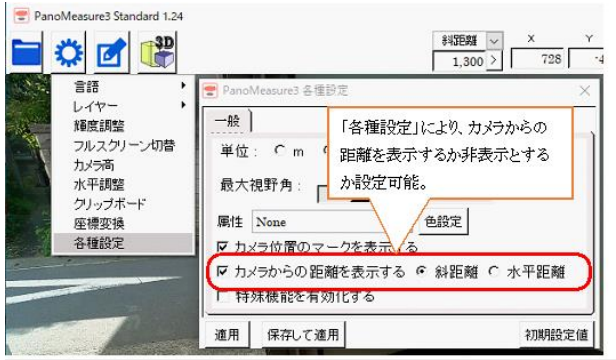 PanoMeasure3 Standard 1.24
3D
斜距離
X
Y
1,300 >
728
-4
言語
レイヤー
輝度調整
フルスクリーン切替
カメラ高
水平調整
クリップボード
座標変換
各種設定
PanoMeasure3 各種設定
一般
単位： m
最大視野角：
属性 None 色設定
カメラ位置のマークを表示する
カメラからの距離を表示する 斜距離 水平距離
特殊機能を有効化する
適用 保存して適用 初期設定値
「各種設定」により、カメラからの
距離を表示するか非表示とする
か設定可能。